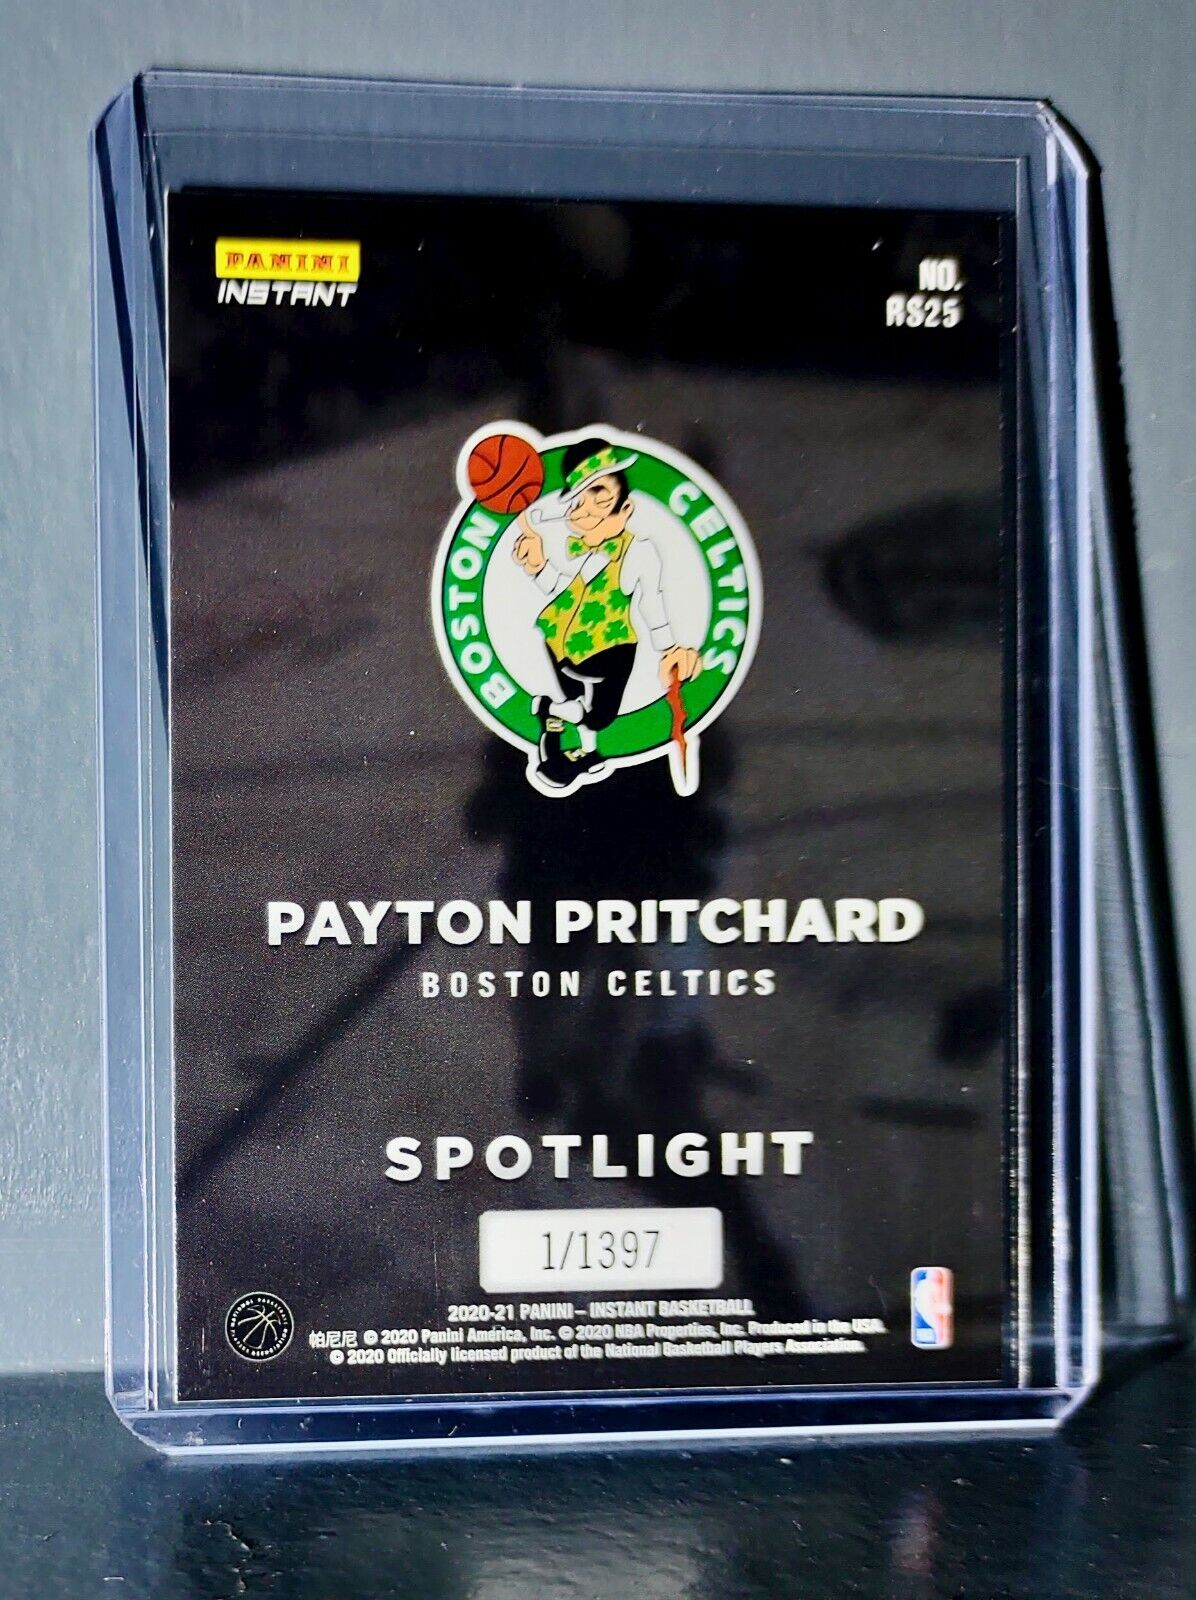 PANINI
INSTANT
NO.
RS25
BOSTON CELTICS
PAYTON PRITCHARD
BOSTON CELTICS
SPOTLIGHT
1/1397
2020-21 PANINI – INSTANT BASKETBALL
帕尼尼 © 2020 Panini America, Inc. © 2020 NBA Properties, Inc. Produced in the USA.
© 2020 Officially licensed product of the National Basketball Players Association.